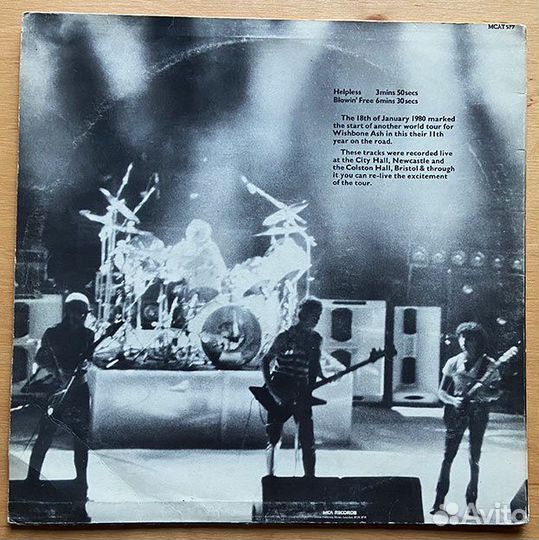 MCAT 577
Helpless 3mins 50secs
Blowin' Free 6mins 30secs
The 18th of January 1980 marked
the start of another world tour for
Wishbone Ash in this their 11th
year on the road.
These tracks were recorded live
at the City Hall, Newcastle and
the Colston Hall, Bristol & through
it you can re-live the excitement
of the tour.
MCA RECORDS
Avito